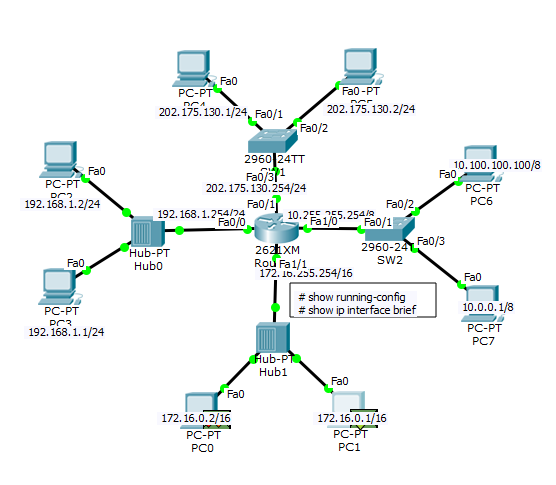 Fa0
PC-PT
PC4
202.175.130.1/24
Fa0-PT
202.175.130.2/24
Fa0/1
Fa0/2
2960-24TT
Fa0/3
202.175.130.254/24
Fa0
PC-PT
192.168.1.2/24
192.168.1.254/24
Fa0/1
Fa0/0
Hub-PT
Hub0
Fa0
PC-PT
PC3
192.168.1.1/24
10.255.255.254/8
Fa1/0
2621XM
Fa1/1
172.16.255.254/16
Fa0/1
Fa0/2
SW2
Fa0/3
Fa0
10.100.100.100/8
PC-PT
PC6
Fa0
10.0.0.1/8
PC-PT
PC7
# show running-config
# show ip interface brief
Hub-PT
Hub1
Fa0
172.16.0.2/16
PC-PT
PC0
Fa0
172.16.0.1/16
PC-PT
PC1